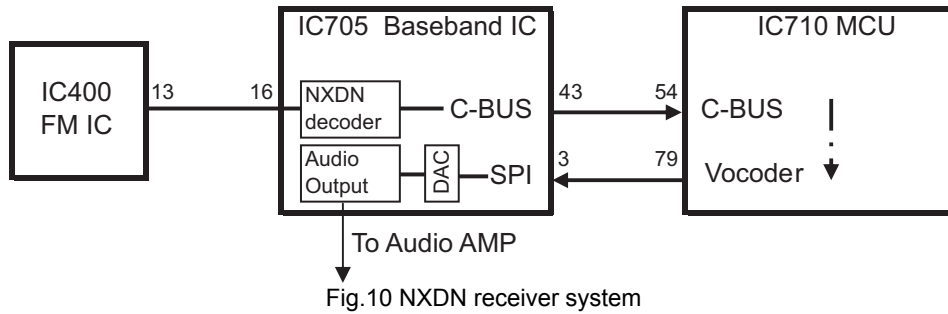 IC705 Baseband IC
IC710 MCU
IC400
FM IC
13
16
NXDN
decoder
C-BUS
43
54
C-BUS
Audio
Output
DAC
SPI
3
79
Vocoder
To Audio AMP
Fig.10 NXDN receiver system